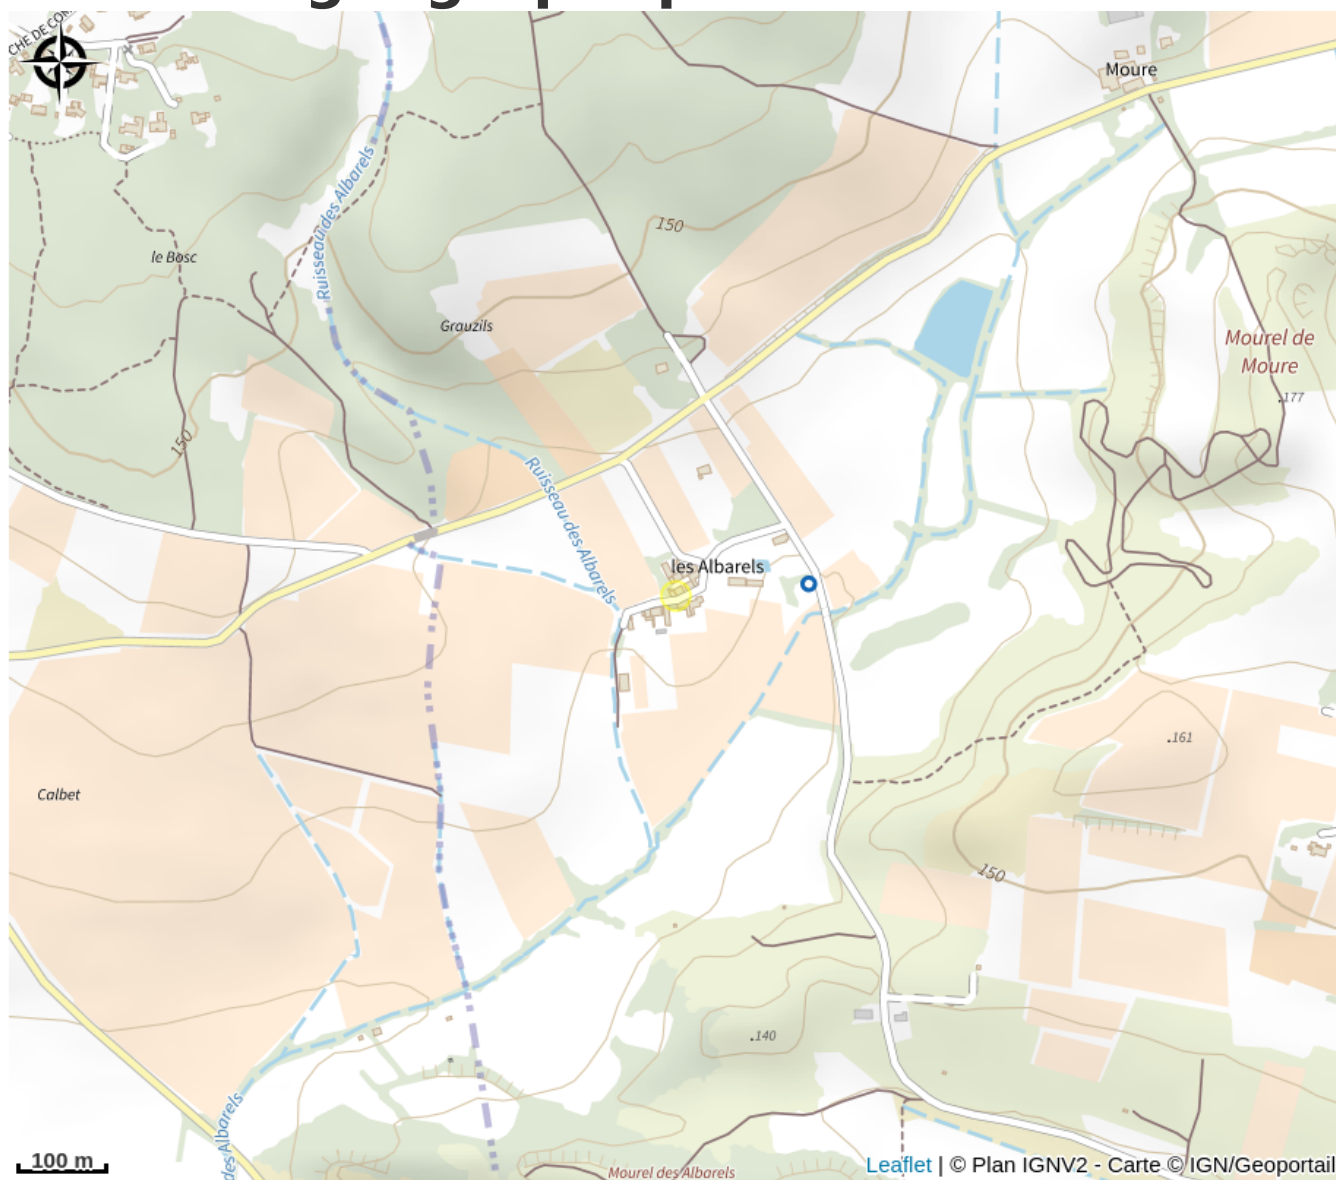 Moure
150
Ruisseau des Albarels
le Bosc
Grauzils
Mourel de
Moure
177
150
Ruisseau des Albarels
les Albarels
161
Calbet
150
140
des Albarels
100 m
Mourel des Albarels
Leaflet | © Plan IGNV2 - Carte © IGN/Geoportail